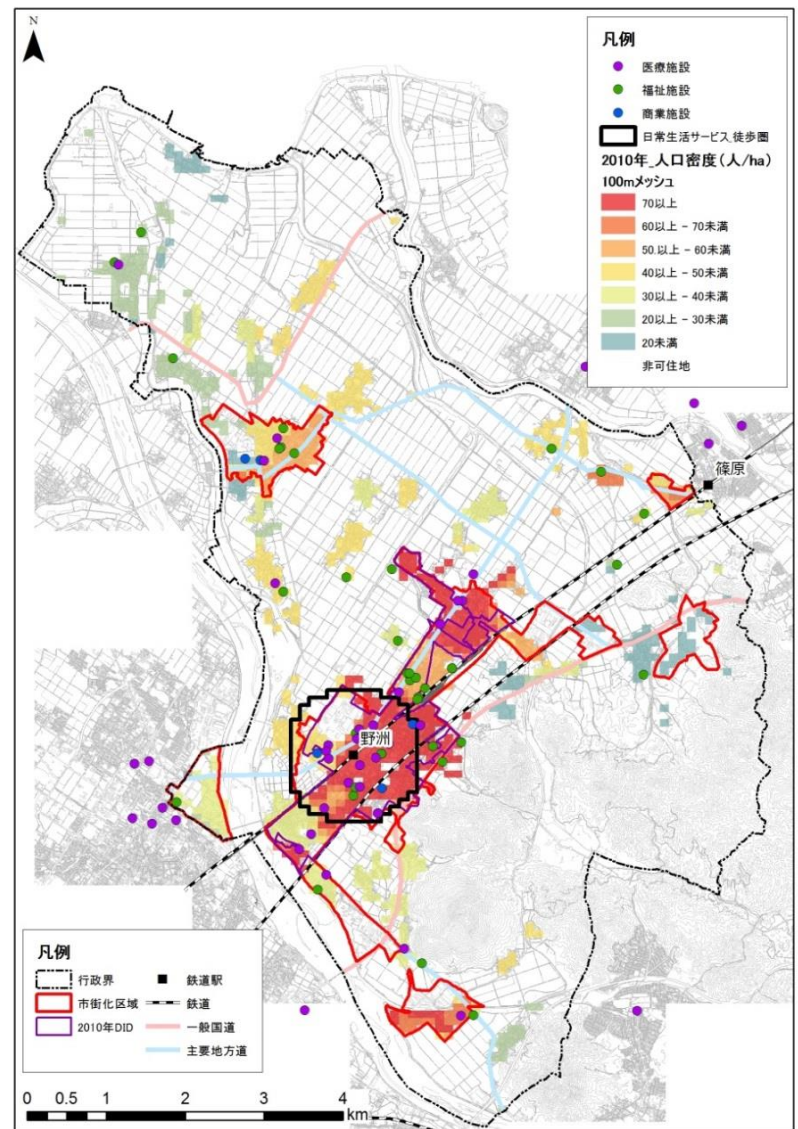 N
凡例
医療施設
福祉施設
商業施設
日常生活サービス_徒歩圏
2010年_人口密度(人/ha)
100mメッシュ
70以上
60以上 - 70未満
50.以上 - 60未満
40以上 - 50未満
30以上 - 40未満
20以上 - 30未満
20未満
非可住地
篠原
野洲
凡例
行政界
鉄道駅
市街化区域
鉄道
2010年DID
一般国道
主要地方道
0 0.5 1 2 3 4
km